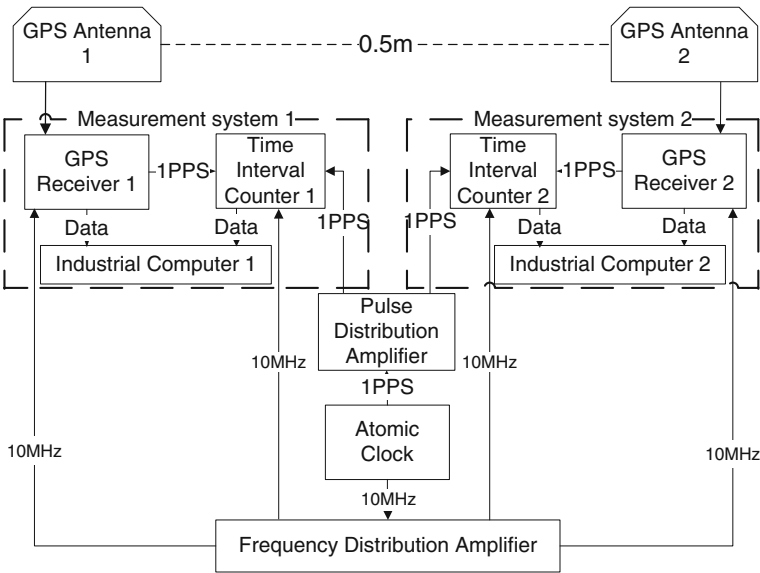 GPS Antenna
1
0.5m
GPS Antenna
2
Measurement system 1
Measurement system 2
GPS
Receiver 1
1PPS
Time
Interval
Counter 1
Time
Interval
Counter 2
1PPS
GPS
Receiver 2
Data
Data
1PPS
1PPS
Data
Data
Industrial Computer 1
Industrial Computer 2
Pulse
Distribution
Amplifier
10MHz
10MHz
1PPS
Atomic
Clock
10MHz
10MHz
10MHz
Frequency Distribution Amplifier